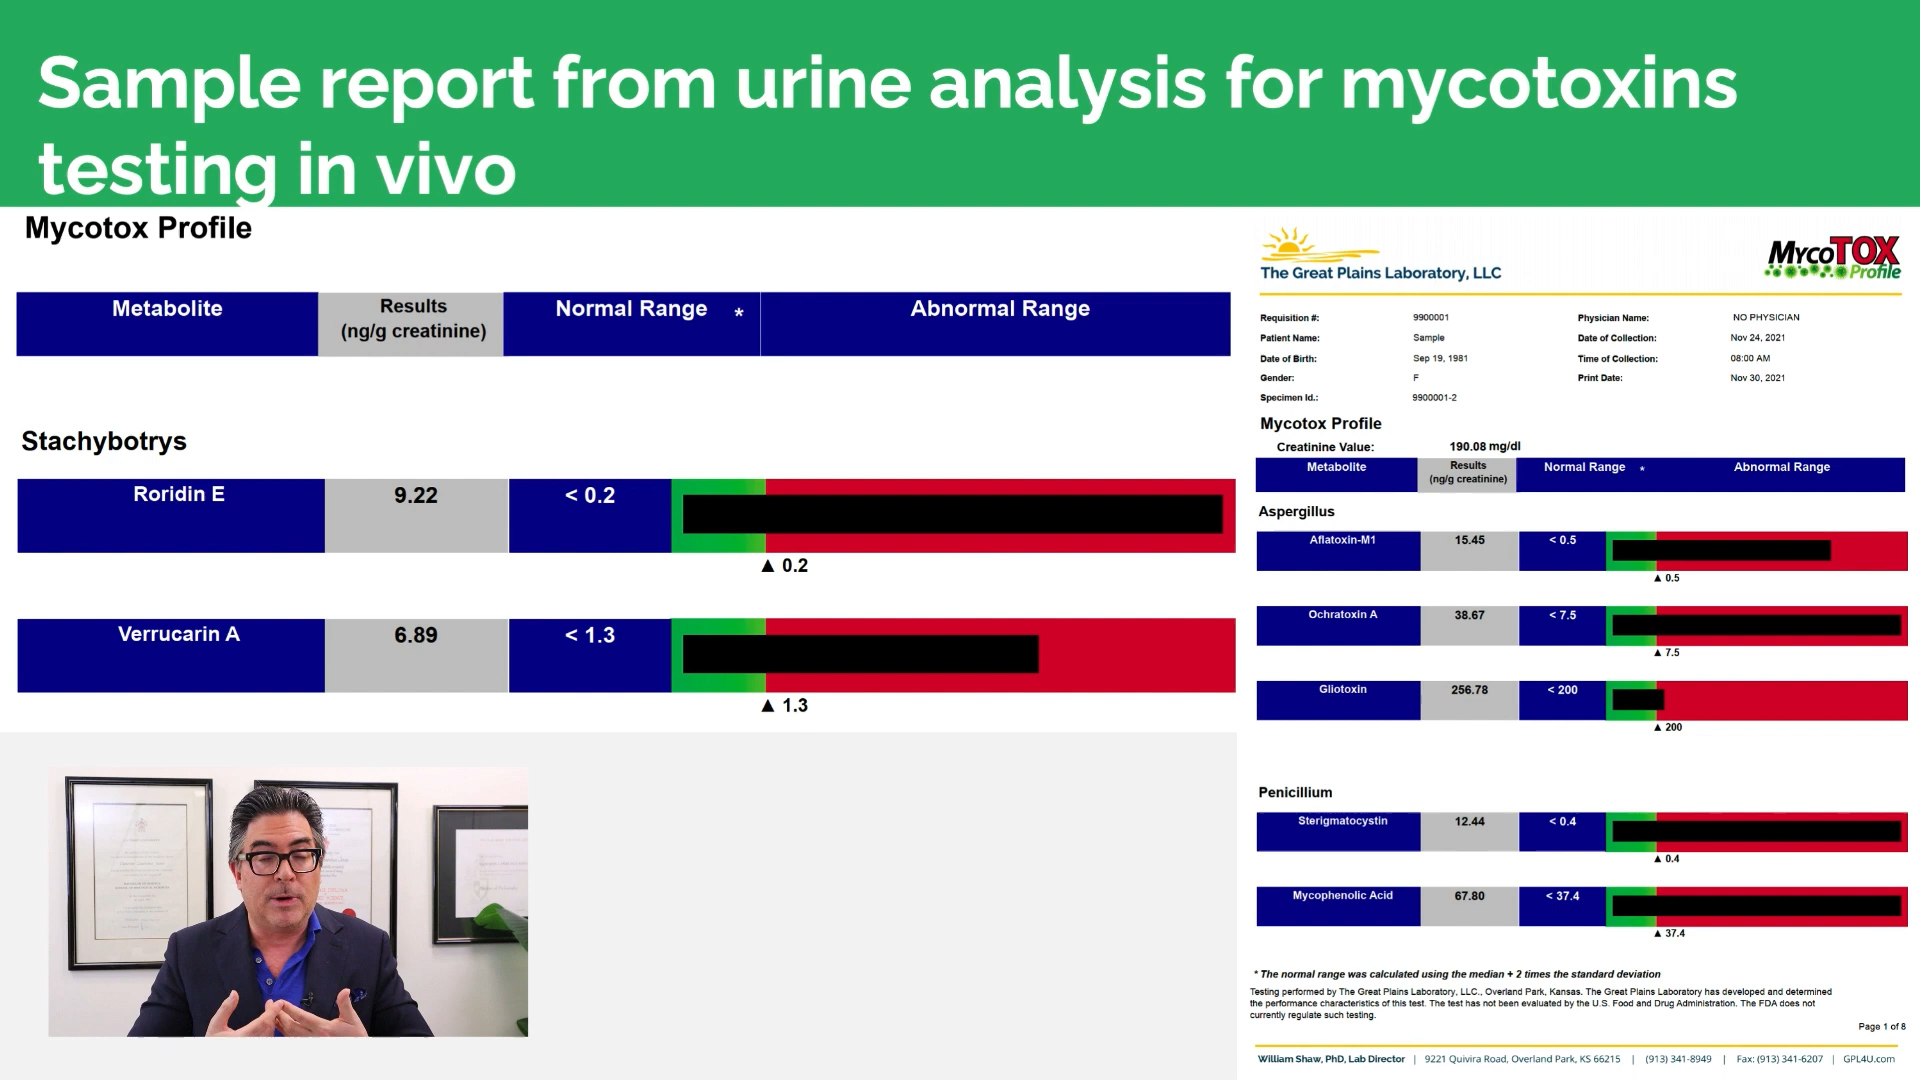 Sample report from urine analysis for mycotoxins
testing in vivo
Mycotox Profile
Metabolite
Results
(ng/g creatinine)
Normal Range *
Abnormal Range
Stachybotrys
Roridin E 9.22 < 0.2
▲ 0.2
Verrucarin A 6.89 < 1.3
▲ 1.3
The Great Plains Laboratory, LLC
MycoTOX
Profile
Requisition #: 9900001 Physician Name: NO PHYSICIAN
Patient Name: Sample Date of Collection: Nov 24, 2021
Date of Birth: Sep 19, 1981 Time of Collection: 08:00 AM
Gender: F Print Date: Nov 30, 2021
Specimen Id.: 9900001-2
Mycotox Profile
Creatinine Value: 190.08 mg/dl
Metabolite
Results
(ng/g creatinine)
Normal Range *
Abnormal Range
Aspergillus
Aflatoxin-M1 15.45 < 0.5
▲ 0.5
Ochratoxin A 38.67 < 7.5
▲ 7.5
Gliotoxin 256.78 < 200
▲ 200
Penicillium
Sterigmatocystin 12.44 < 0.4
▲ 0.4
Mycophenolic Acid 67.80 < 37.4
▲ 37.4
* The normal range was calculated using the median + 2 times the standard deviation
Testing performed by The Great Plains Laboratory, LLC., Overland Park, Kansas. The Great Plains Laboratory has developed and determined
the performance characteristics of this test. The test has not been evaluated by the U.S. Food and Drug Administration. The FDA does not
currently regulate such testing.
Page 1 of 8
William Shaw, PhD, Lab Director | 9221 Quivira Road, Overland Park, KS 66215 | (913) 341-8949 | Fax: (913) 341-6207 | GPL4U.com